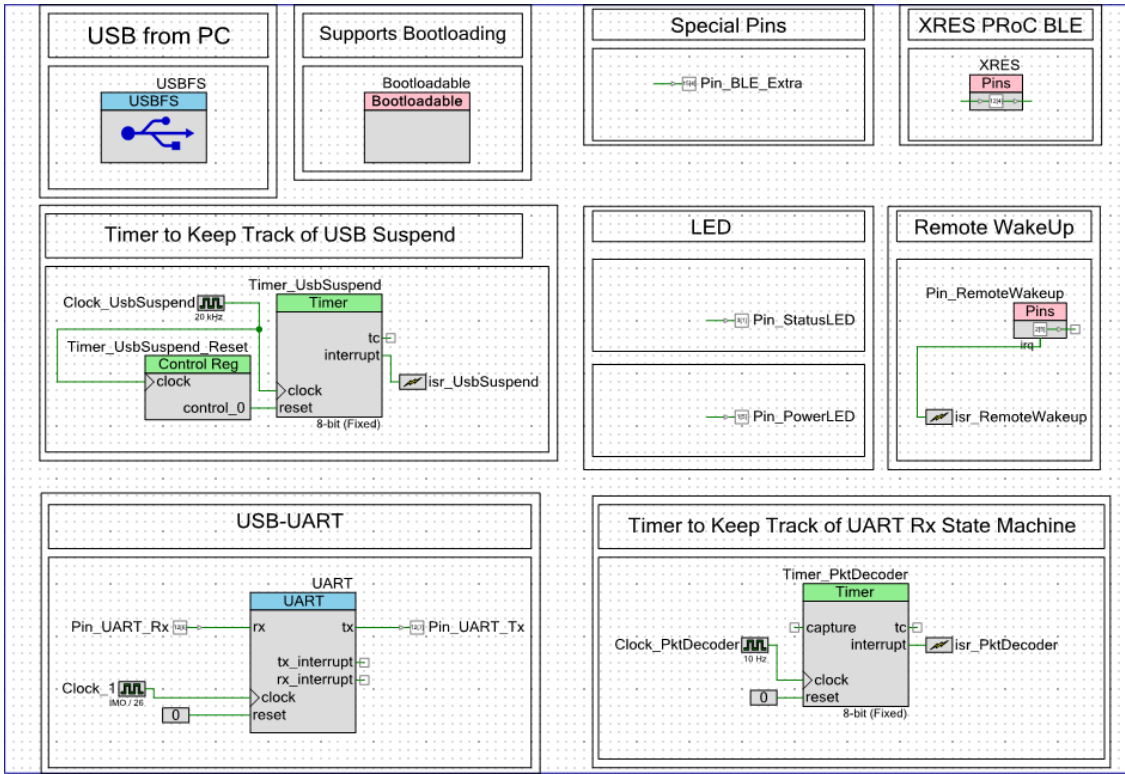 USB from PC
USBFS
USBFS
Supports Bootloading
Bootloadable
Bootloadable
Special Pins
Pin_BLE_Extra
XRES PRoC BLE
XRES
Pins
Timer to Keep Track of USB Suspend
Timer_UsbSuspend
Timer
Clock_UsbSuspend
20 kHz
tc
Timer_UsbSuspend_Reset
interrupt
Control Reg
clock
isr_UsbSuspend
clock
control_0
reset
8-bit (Fixed)
LED
Pin_StatusLED
Pin_PowerLED
Remote WakeUp
Pin_RemoteWakeup
Pins
irq
isr_RemoteWakeup
USB-UART
UART
UART
Pin_UART_Rx
rx
tx
Pin_UART_Tx
tx_interrupt
rx_interrupt
Clock_1
IMO / 26
clock
0
reset
Timer to Keep Track of UART Rx State Machine
Timer_PktDecoder
Timer
capture
tc
Clock_PktDecoder
10 Hz
interrupt
isr_PktDecoder
clock
0
reset
8-bit (Fixed)